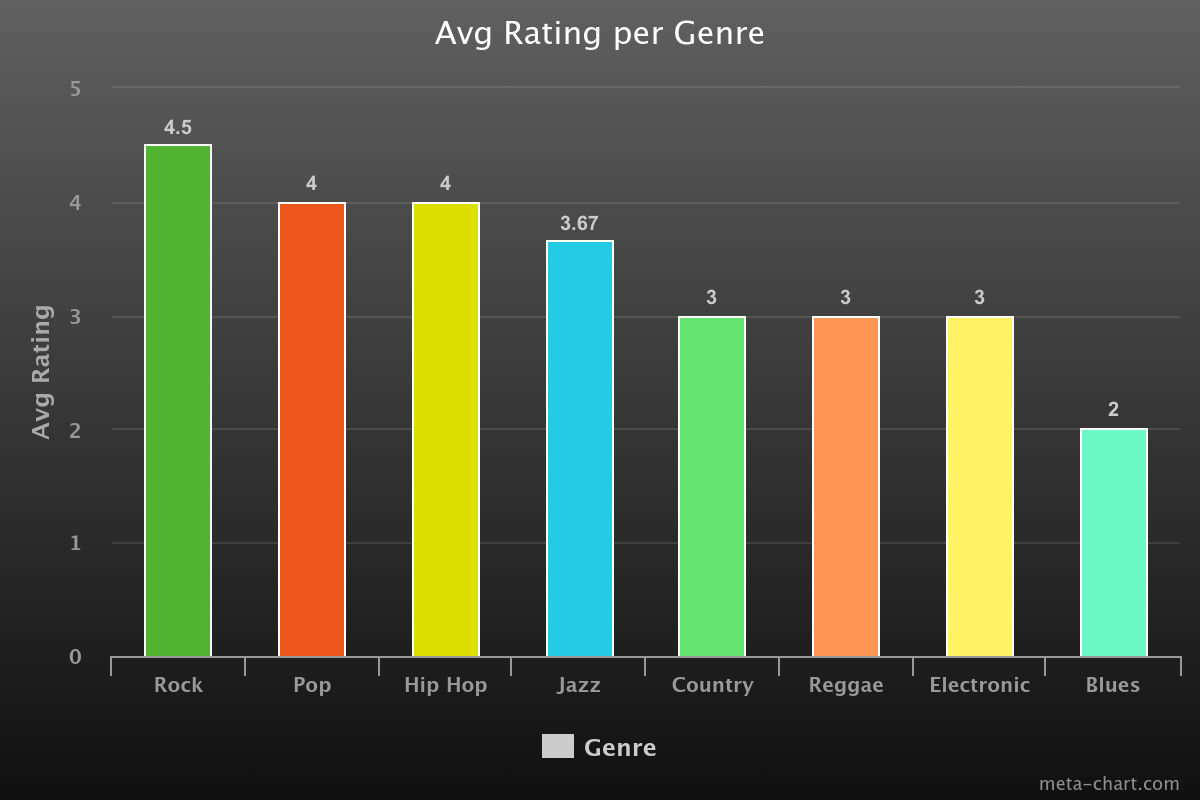 Avg Rating per Genre
5
4
3
2
1
0
Avg Rating
4.5
4
4
3.67
3
3
3
2
Rock
Pop
Hip Hop
Jazz
Country
Reggae
Electronic
Blues
Genre
meta-chart.com